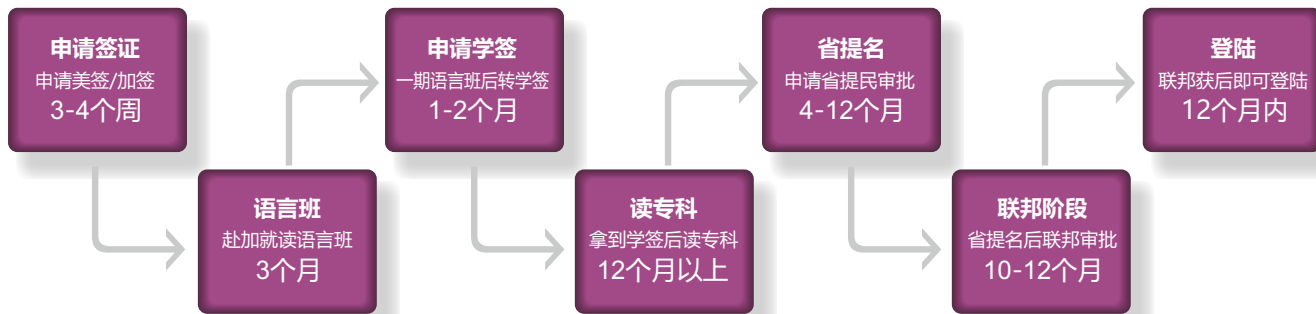 申请签证
申请美签/加签
3-4个周
语言班
赴加就读语言班
3个月
申请学签
一期语言班后转学签
1-2个月
读专科
拿到学签后读专科
12个月以上
省提名
申请省提民审批
4-12个月
联邦阶段
省提名后联邦审批
10-12个月
登陆
联邦获后即可登陆
12个月内